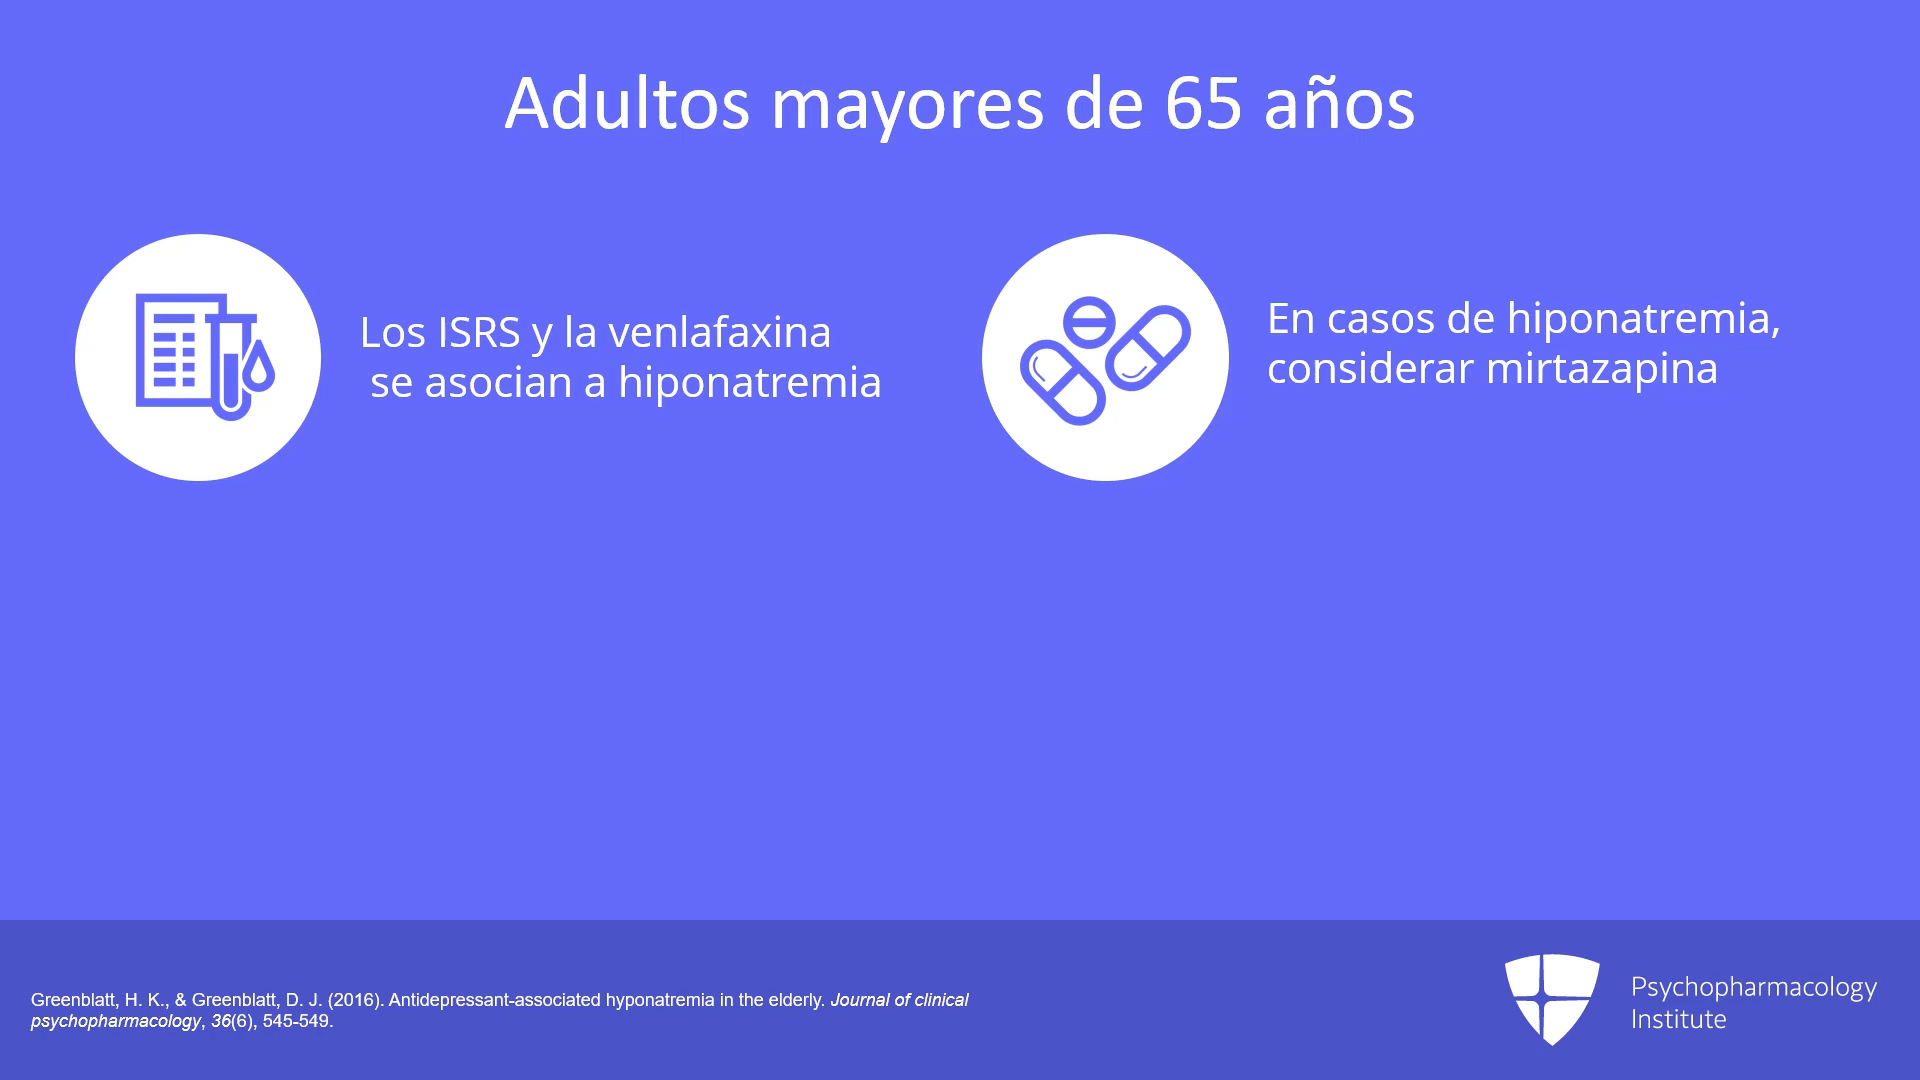 Adultos mayores de 65 años
Los ISRS y la venlafaxina
se asocian a hiponatremia
En casos de hiponatremia,
considerar mirtazapina
Greenblatt, H. K., & Greenblatt, D. J. (2016). Antidepressant-associated hyponatremia in the elderly. Journal of clinical
psychopharmacology, 36(6), 545-549.
Psychopharmacology
Institute